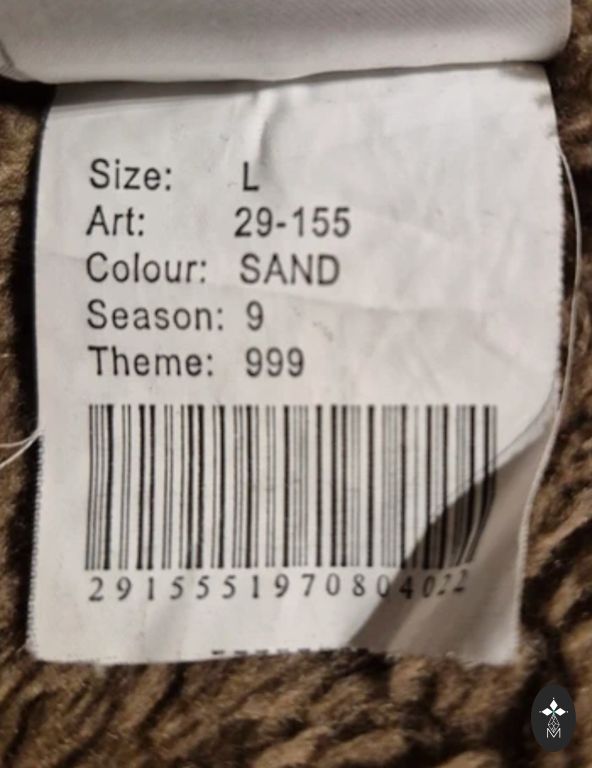 Size: L
Art: 29-155
Colour: SAND
Season: 9
Theme: 999
2915551970804022
M